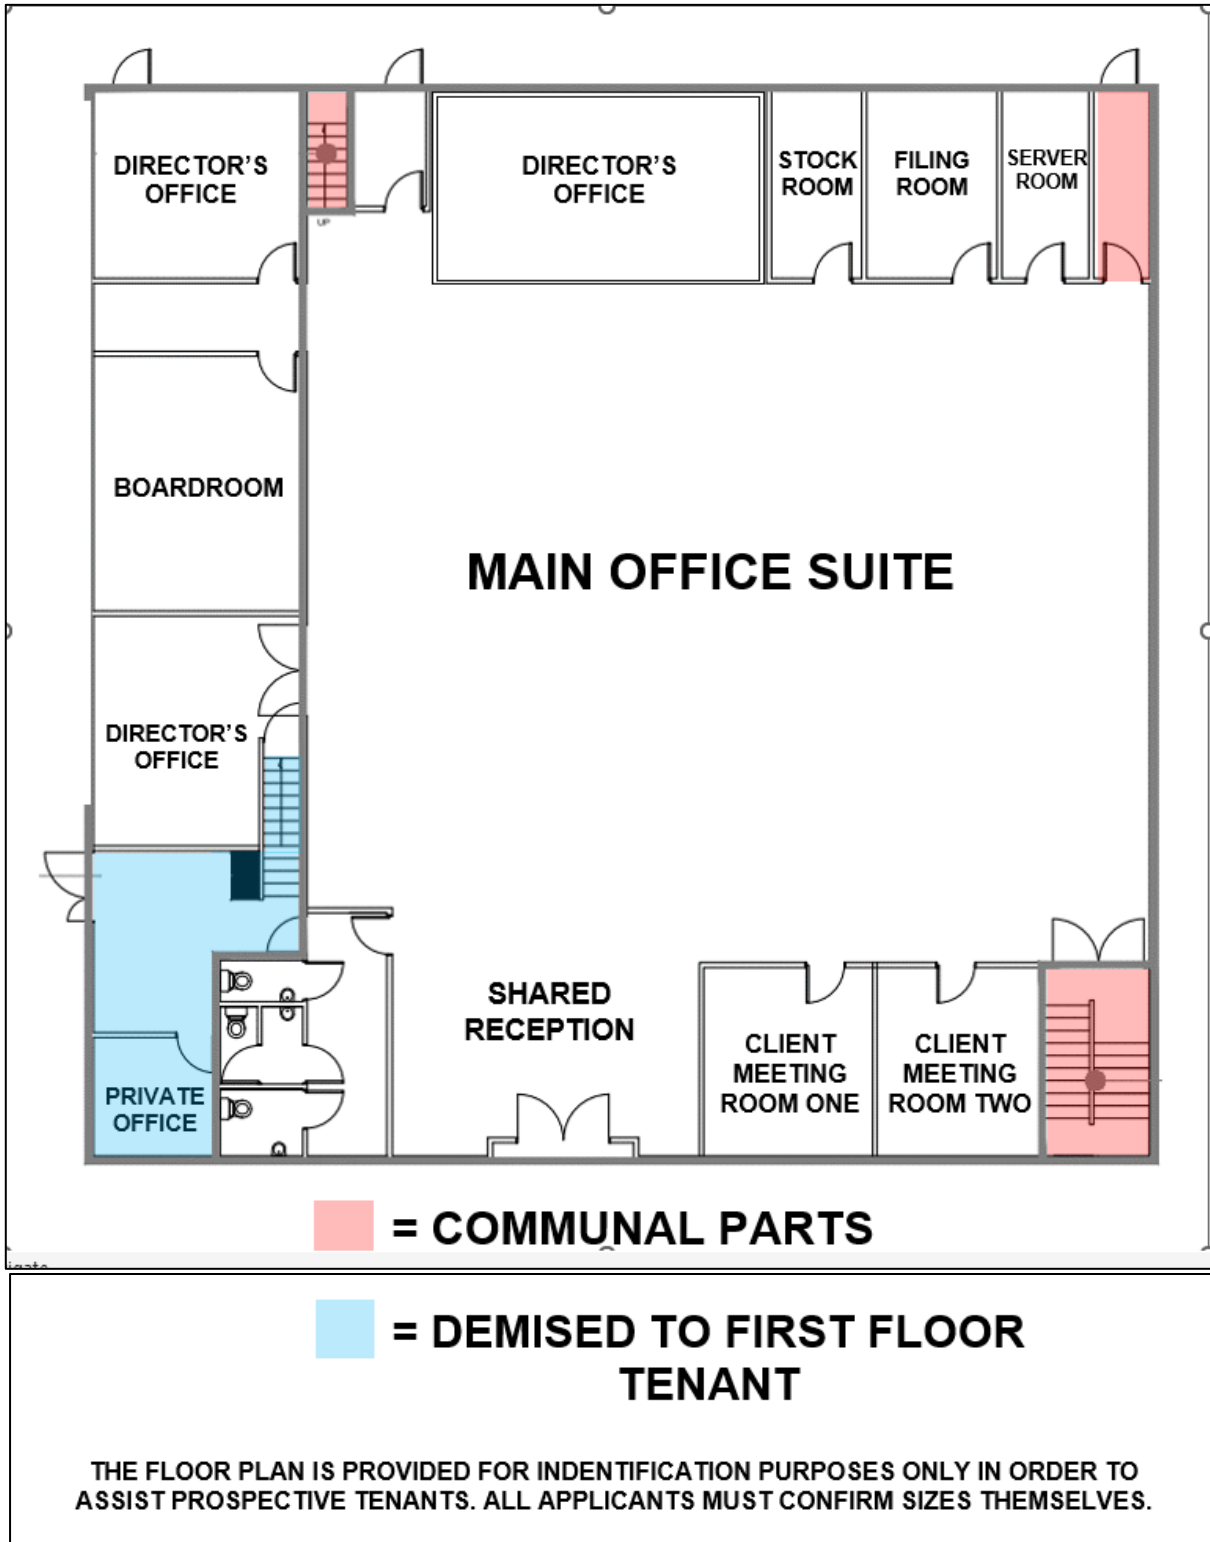 DIRECTOR'S
OFFICE
UP
DIRECTOR'S
OFFICE
STOCK
ROOM
FILING
ROOM
SERVER
ROOM
BOARDROOM
MAIN OFFICE SUITE
DIRECTOR'S
OFFICE
SHARED
RECEPTION
CLIENT
MEETING
ROOM ONE
CLIENT
MEETING
ROOM TWO
PRIVATE
OFFICE
= COMMUNAL PARTS
= DEMISED TO FIRST FLOOR
TENANT
THE FLOOR PLAN IS PROVIDED FOR INDENTIFICATION PURPOSES ONLY IN ORDER TO
ASSIST PROSPECTIVE TENANTS. ALL APPLICANTS MUST CONFIRM SIZES THEMSELVES.